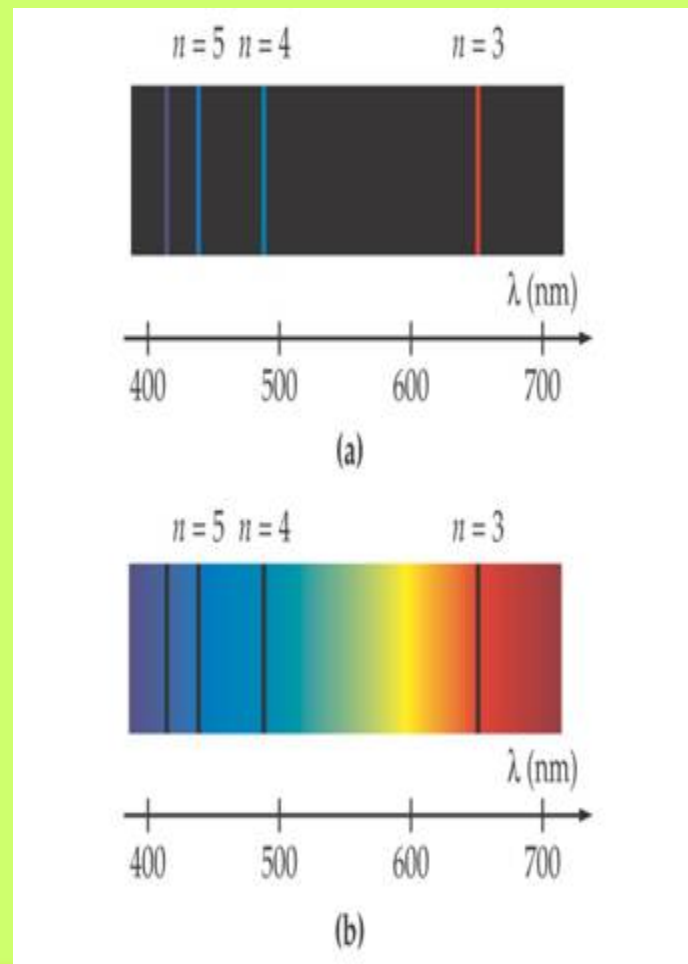 n = 5 n = 4 n = 3
λ (nm)
400 500 600 700
(a)
n = 5 n = 4 n = 3
λ (nm)
400 500 600 700
(b)